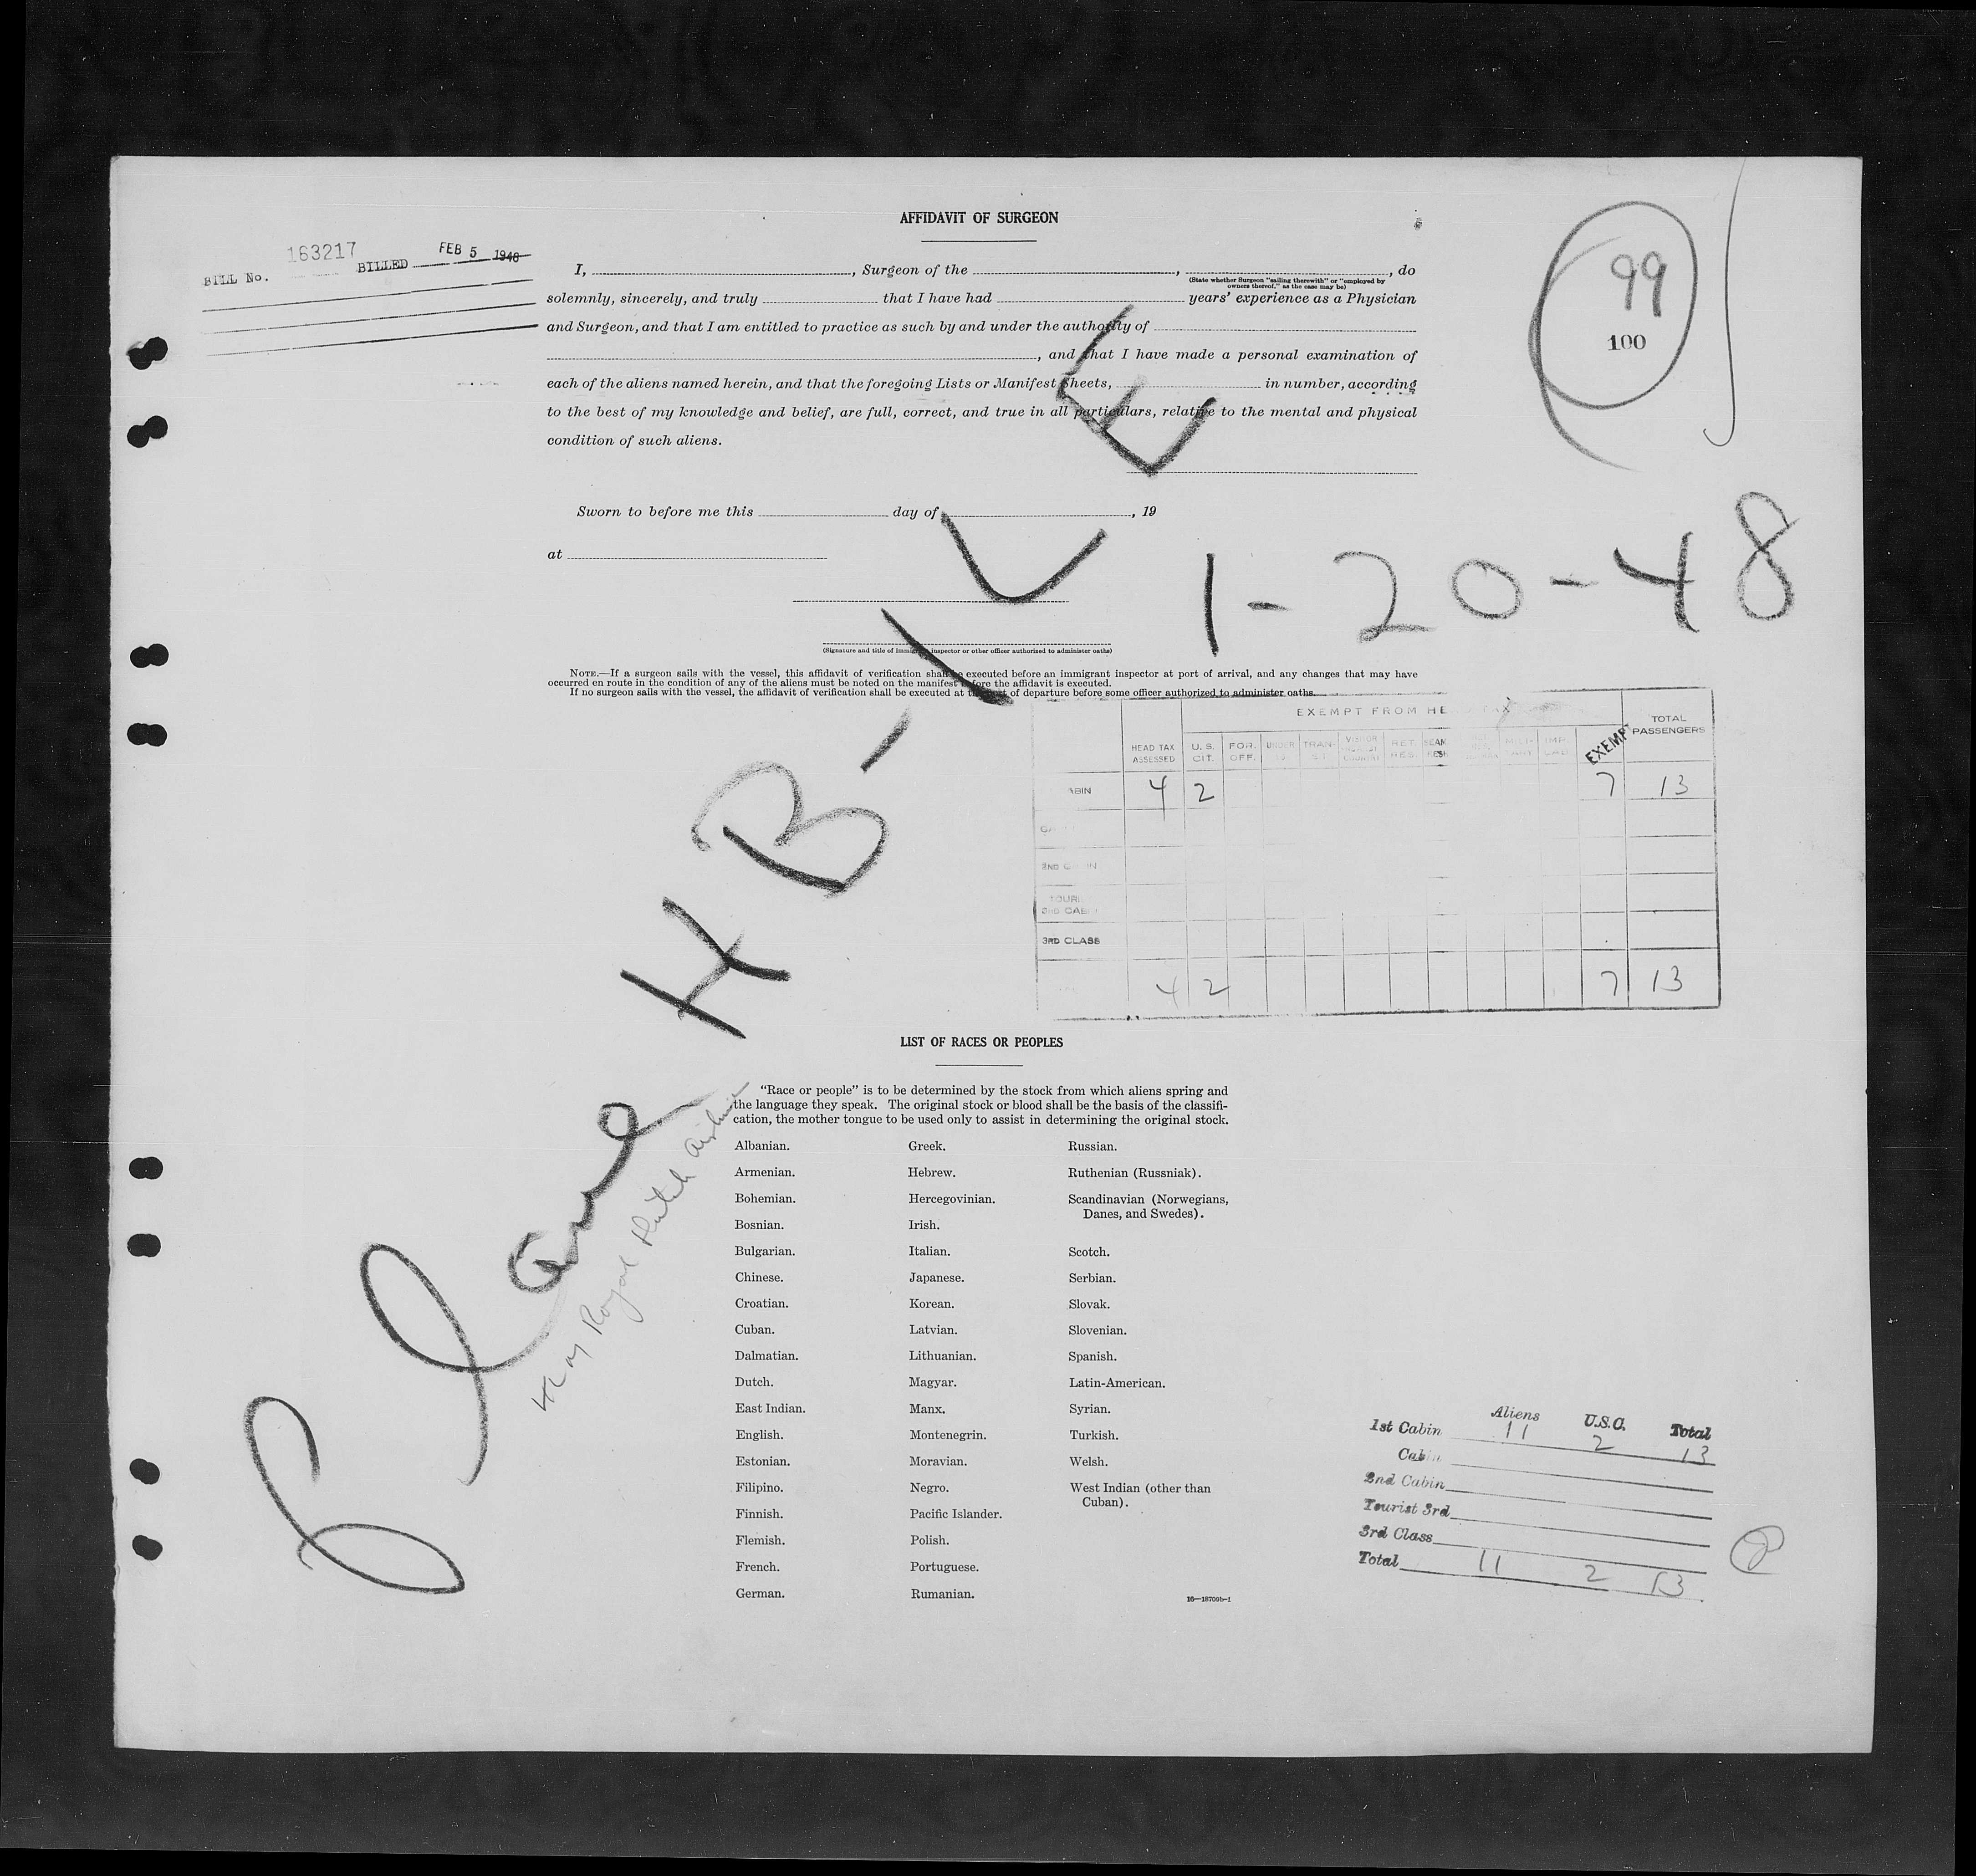 AFFIDAVIT OF SURGEON
BILL No. 163217 BILLED FEB 5 1948
99
100
I, , Surgeon of the , , do
(State whether Surgeon "sailing therewith" or "employed by
owners thereof," as the case may be)
solemnly, sincerely, and truly that I have had years' experience as a Physician
and Surgeon, and that I am entitled to practice as such by and under the authority of
, and that I have made a personal examination of
each of the aliens named herein, and that the foregoing Lists or Manifest Sheets, in number, according
to the best of my knowledge and belief, are full, correct, and true in all particulars, relative to the mental and physical
condition of such aliens.
Sworn to before me this day of , 19
at
1-20-48
(Signature and title of immigrant inspector or other officer authorized to administer oaths)
NOTE.—If a surgeon sails with the vessel, this affidavit of verification shall be executed before an immigrant inspector at port of arrival, and any changes that may have
occurred en route in the condition of any of the aliens must be noted on the manifest before the affidavit is executed.
If no surgeon sails with the vessel, the affidavit of verification shall be executed at the port of departure before some officer authorized to administer oaths.
Plane H B-ILE
Royal Dutch Airlines
EXEMPT FROM HEAD TAX
HEAD TAX ASSESSED U. S. CIT. FOR. OFF. UNDER TRAN- RET. RES. EXEMPT TOTAL PASSENGERS
4 2 7 13
2ND CABIN
3RD CABIN
3RD CLASS
4 2 7 13
LIST OF RACES OR PEOPLES
"Race or people" is to be determined by the stock from which aliens spring and
the language they speak. The original stock or blood shall be the basis of the classifi-
cation, the mother tongue to be used only to assist in determining the original stock.
Albanian. Greek. Russian.
Armenian. Hebrew. Ruthenian (Russniak).
Bohemian. Hercegovinian. Scandinavian (Norwegians,
Danes, and Swedes).
Bosnian. Irish.
Bulgarian. Italian. Scotch.
Chinese. Japanese. Serbian.
Croatian. Korean. Slovak.
Cuban. Latvian. Slovenian.
Dalmatian. Lithuanian. Spanish.
Dutch. Magyar. Latin-American.
East Indian. Manx. Syrian.
English. Montenegrin. Turkish.
Estonian. Moravian. Welsh.
Filipino. Negro. West Indian (other than
Cuban).
Finnish. Pacific Islander.
Flemish. Polish.
French. Portuguese.
German. Rumanian.
16—18709b-1
Aliens U.S.C. Total
1st Cabin 11 2 13
Cabin
2nd Cabin
Tourist 3rd
3rd Class
Total 11 2 13